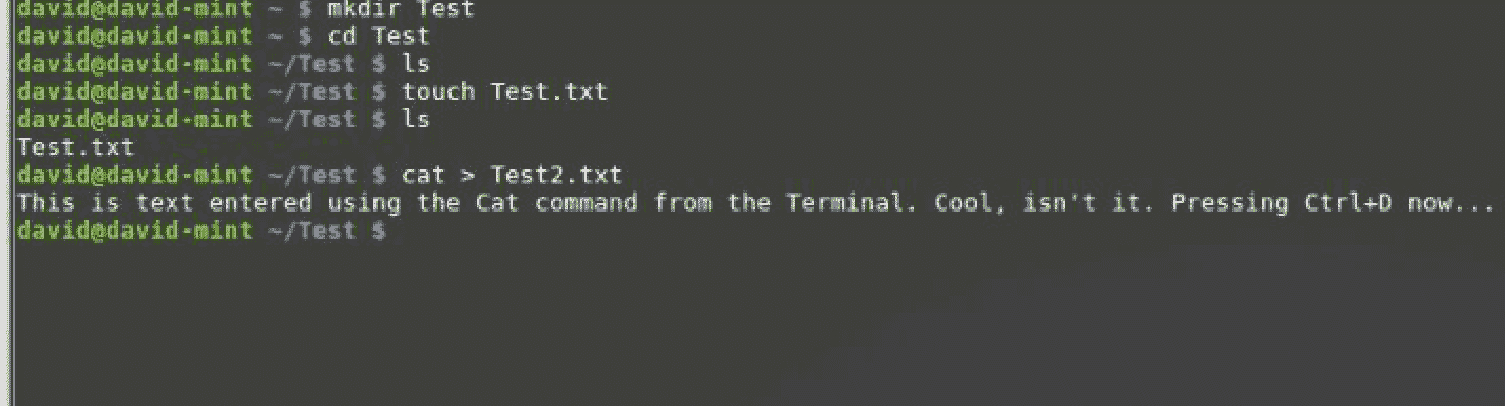 david@david-mint ~ $ mkdir Test
david@david-mint ~ $ cd Test
david@david-mint ~/Test $ ls
david@david-mint ~/Test $ touch Test.txt
david@david-mint ~/Test $ ls
Test.txt
david@david-mint ~/Test $ cat > Test2.txt
This is text entered using the Cat command from the Terminal. Cool, isn't it. Pressing Ctrl+D now...
david@david-mint ~/Test $